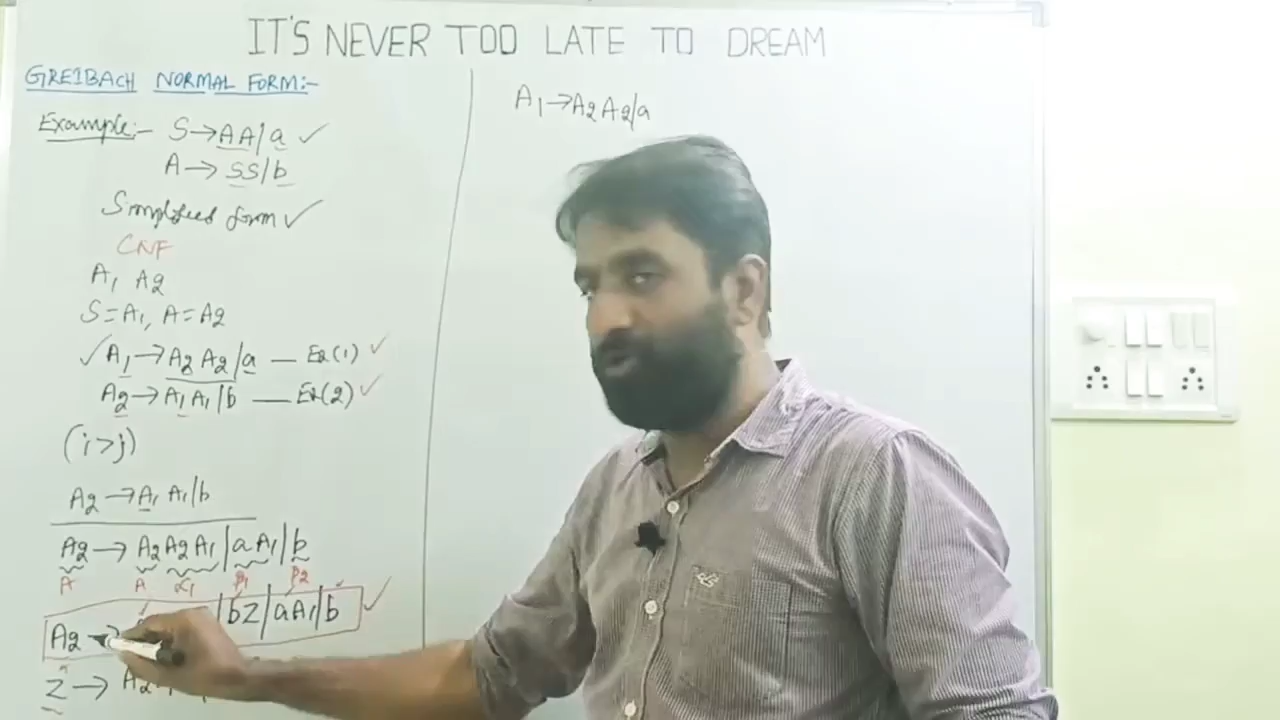 IT'S NEVER TOO LATE TO DREAM
GREIBACH NORMAL FORM:-
Example:- S→AA/a ✓
A→SS/b
Simplified form ✓
CNF
A₁ A₂
S=A₁, A=A₂
✓A₁→A₂A₂/a — Eq(1) ✓
A₂→A₁A₁/b — Eq(2) ✓
(i>j)
A₂→A₁A₁/b
A₂→A₂A₂A₁/aA₁/b
A A α₁ β₁ β₂
A₂ /bZ/aA₁/b ✓
Z→A₂
A₁→A₂A₂/a